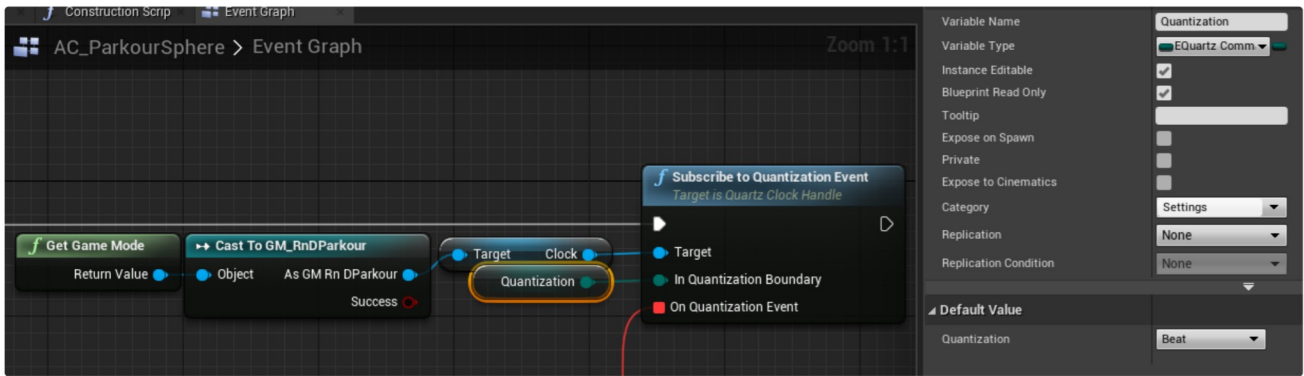 Construction Scrip
Event Graph
AC_ParkourSphere > Event Graph
Zoom 1:1
Subscribe to Quantization Event
Target is Quartz Clock Handle
Get Game Mode
Cast To GM_RnDParkour
Target
Clock
Target
Return Value
Object
As GM Rn DParkour
Quantization
In Quantization Boundary
Success
On Quantization Event
Variable Name
Quantization
Variable Type
EQuartz Comm
Instance Editable
Blueprint Read Only
Tooltip
Expose on Spawn
Private
Expose to Cinematics
Category
Settings
Replication
None
Replication Condition
None
Default Value
Quantization
Beat